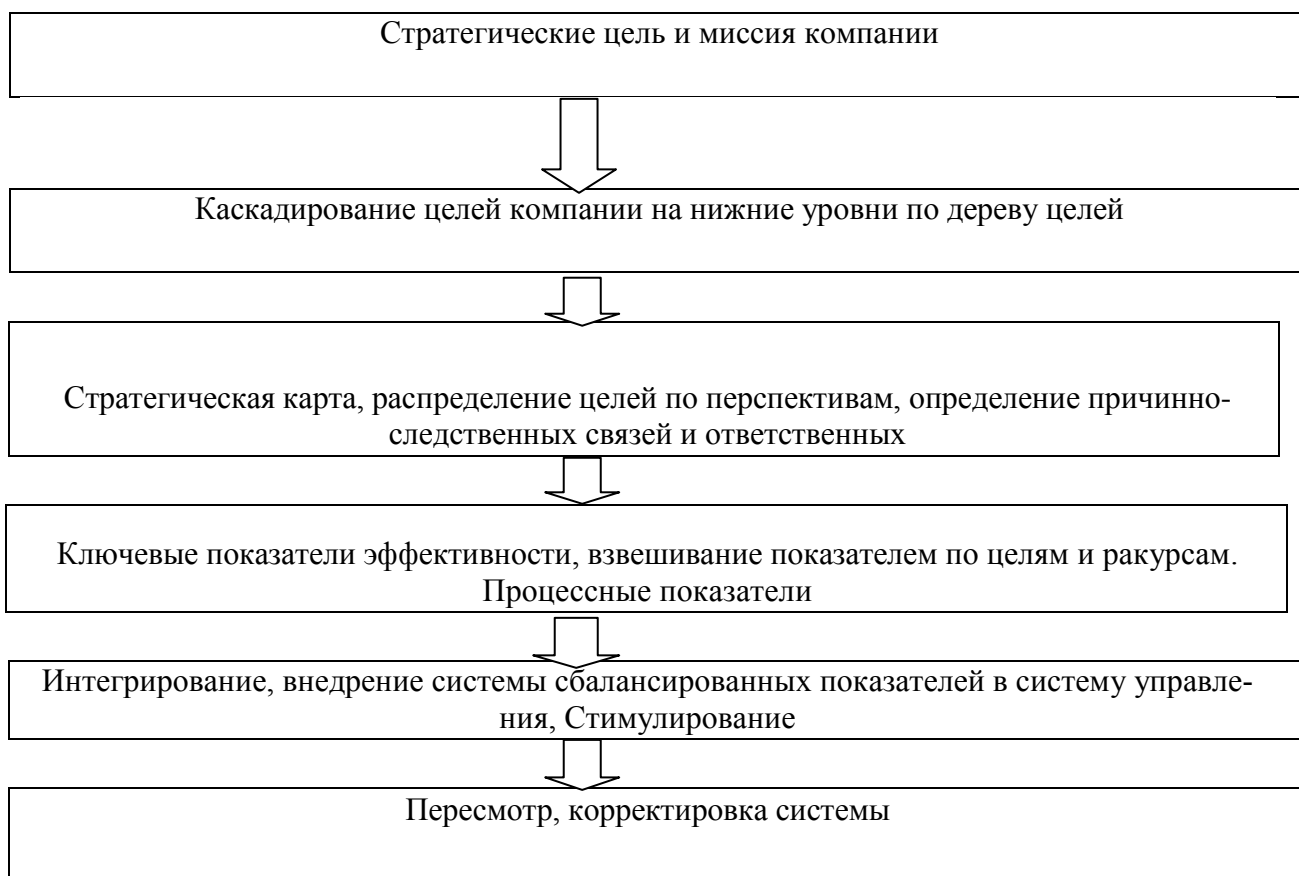 Стратегические цель и миссия компании
Каскадирование целей компании на нижние уровни по дереву целей
Стратегическая карта, распределение целей по перспективам, определение причинно-
следственных связей и ответственных
Ключевые показатели эффективности, взвешивание показателем по целям и ракурсам.
Процессные показатели
Интегрирование, внедрение системы сбалансированных показателей в систему управле-
ния, Стимулирование
Пересмотр, корректировка системы